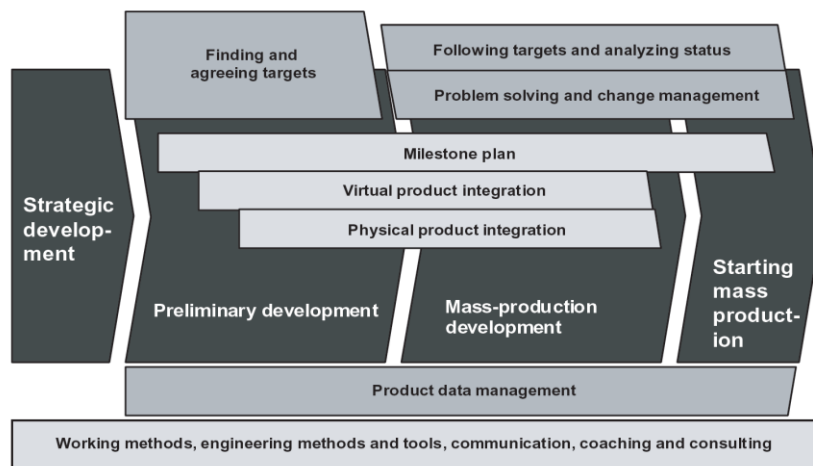 Finding and
agreeing targets
Following targets and analyzing status
Problem solving and change management
Milestone plan
Virtual product integration
Physical product integration
Strategic
develop-
ment
Preliminary development
Mass-production
development
Starting
mass
product-
ion
Product data management
Working methods, engineering methods and tools, communication, coaching and consulting